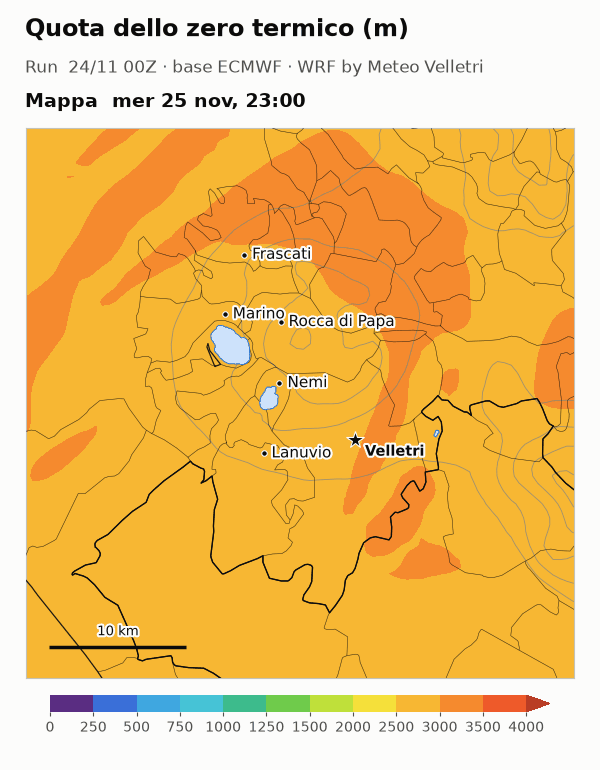 Quota dello zero termico (m)
Run  24/11 00Z · base ECMWF · WRF by Meteo Velletri
Mappa  mer 25 nov, 23:00
Frascati
Marino
Rocca di Papa
Nemi
Velletri
Lanuvio
10 km
0 250 500 750 1000 1250 1500 2000 2500 3000 3500 4000